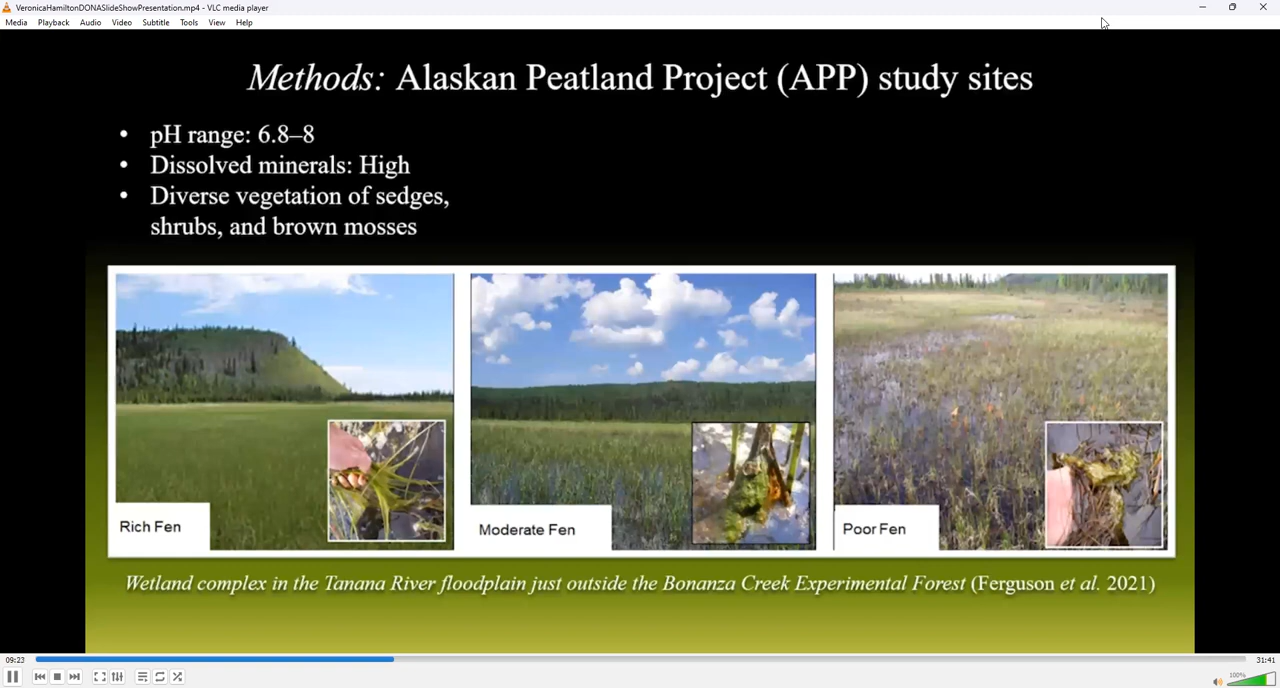 VeronicaHamiltonDONASlideShowPresentation.mp4 - VLC media player
Media Playback Audio Video Subtitle Tools View Help
Methods: Alaskan Peatland Project (APP) study sites
• pH range: 6.8–8
• Dissolved minerals: High
• Diverse vegetation of sedges,
shrubs, and brown mosses
Rich Fen
Moderate Fen
Poor Fen
Wetland complex in the Tanana River floodplain just outside the Bonanza Creek Experimental Forest (Ferguson et al. 2021)
09:23
31:41
100%